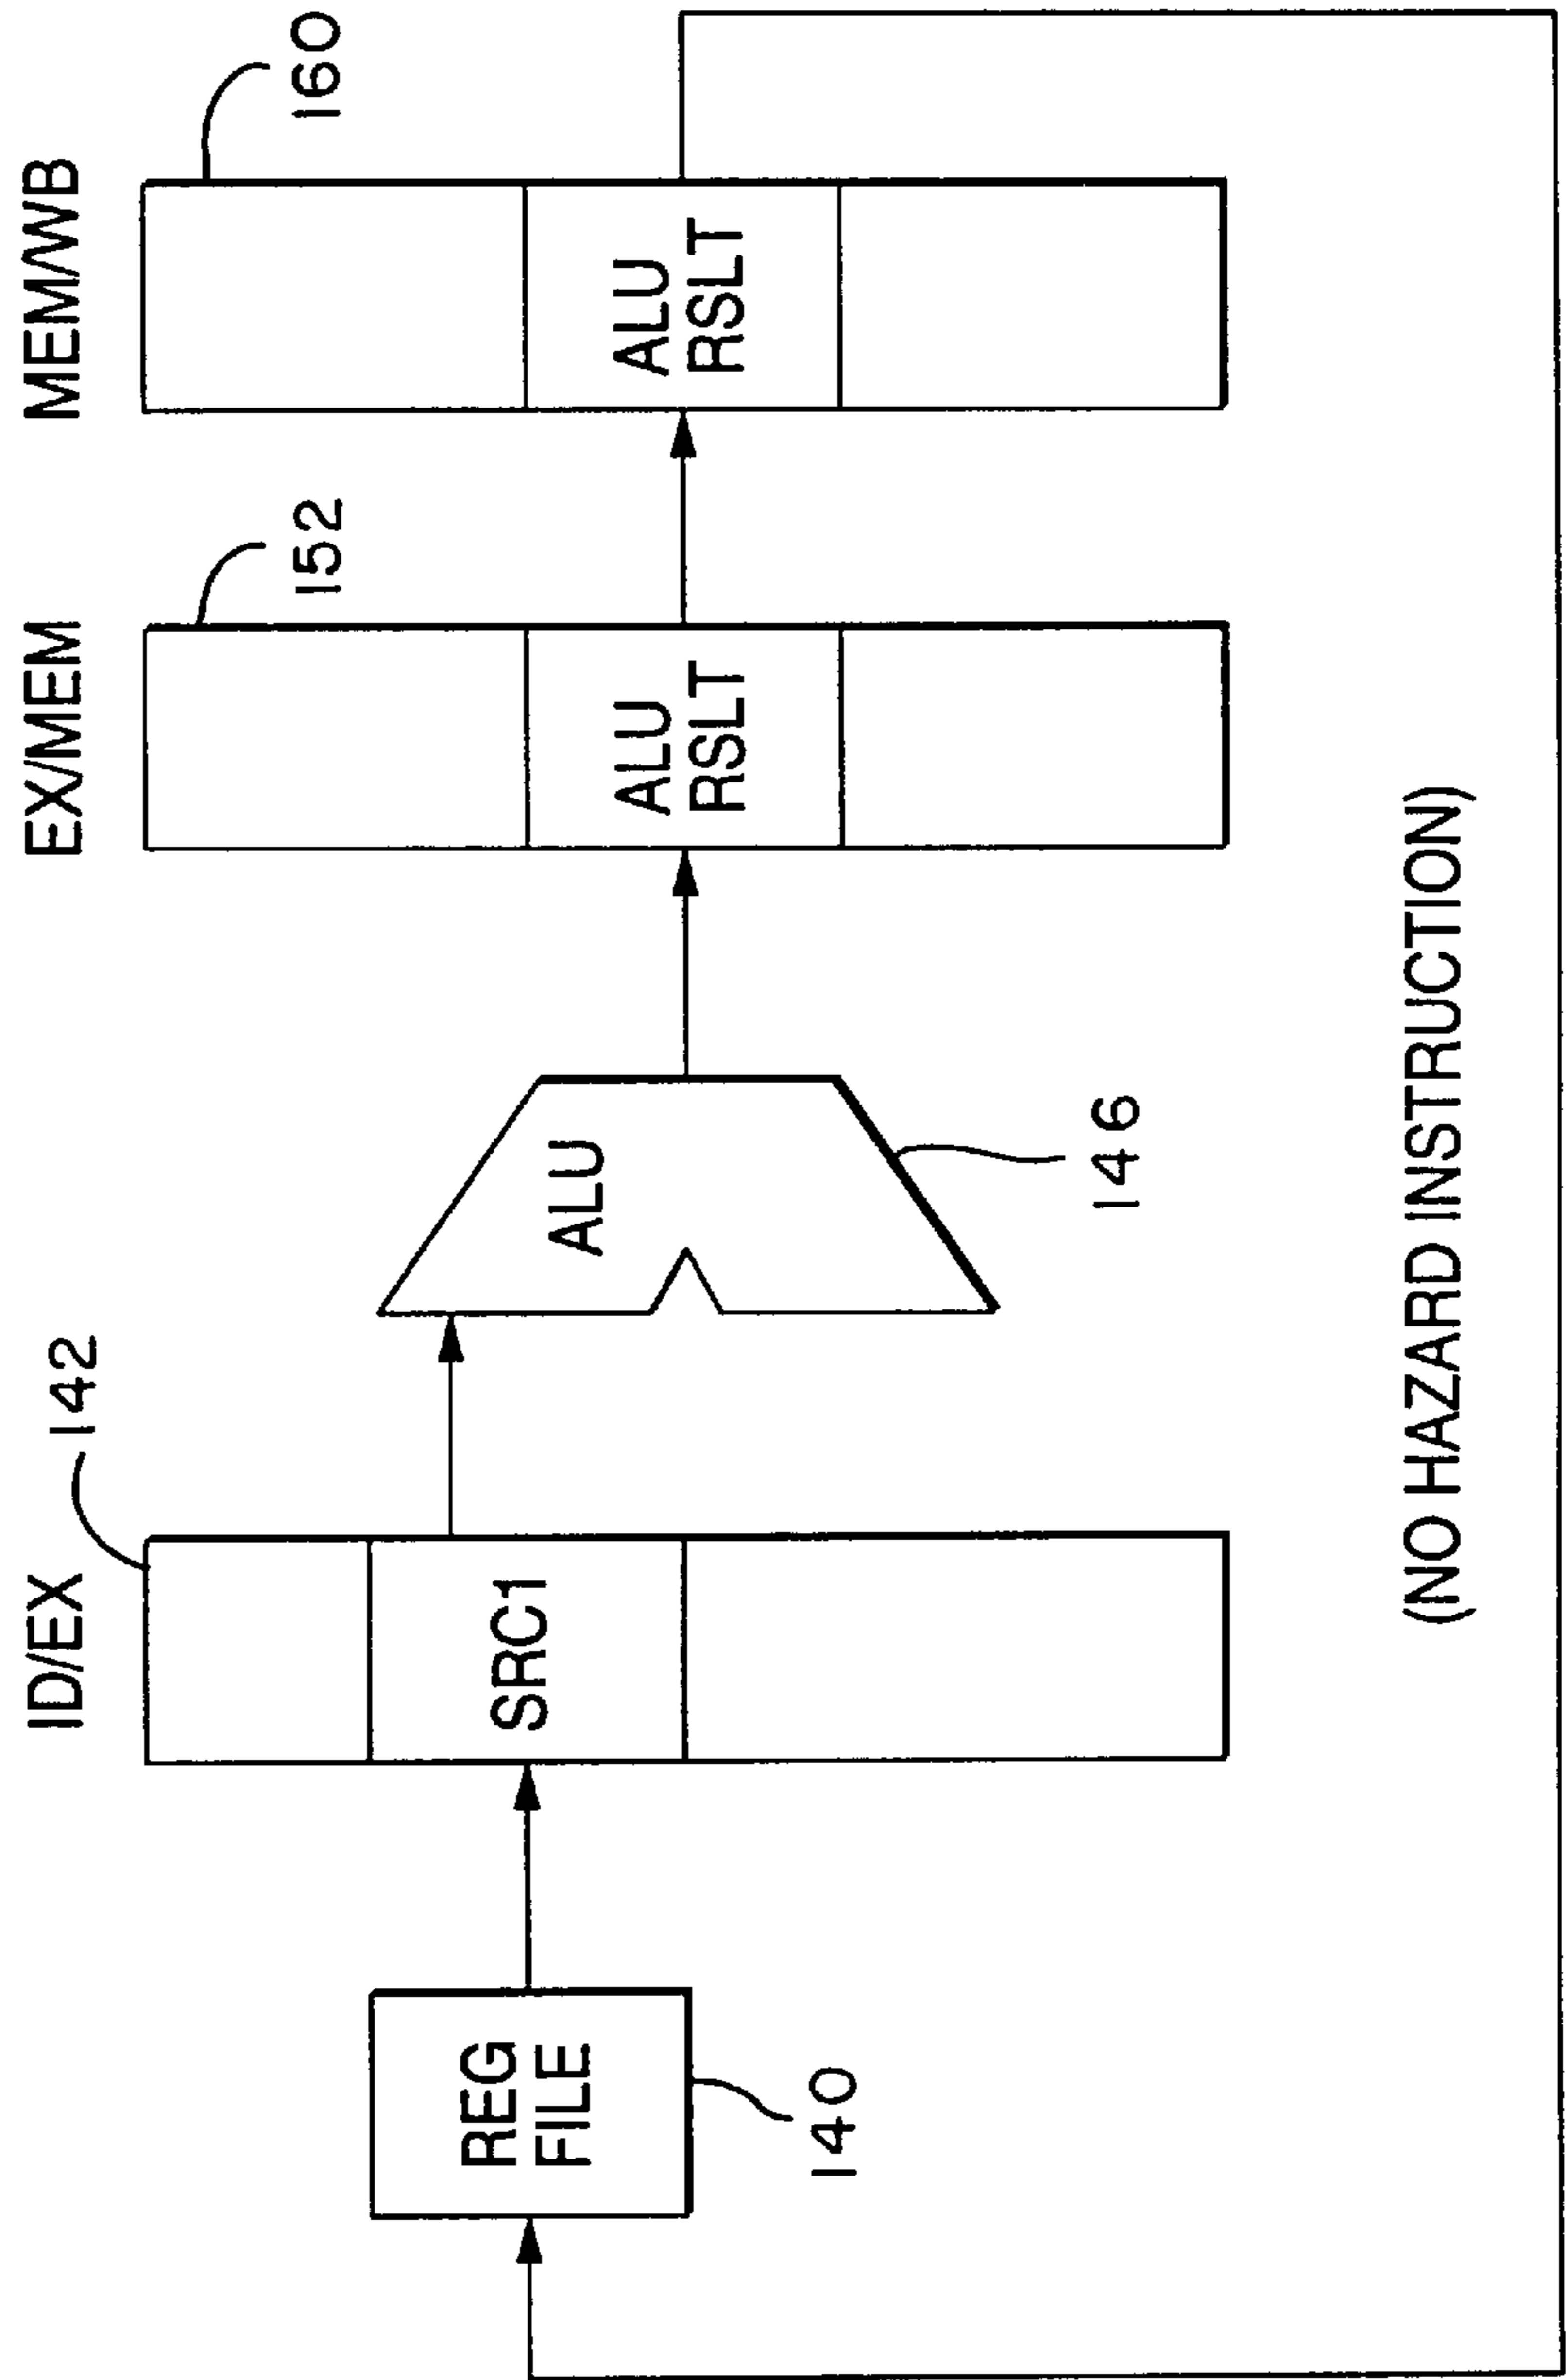 ID/EX
142
EX/MEM
152
MEM/WB
160
REG
FILE
140
SRC1
ALU
146
ALU
RSLT
ALU
RSLT
(NO HAZARD INSTRUCTION)